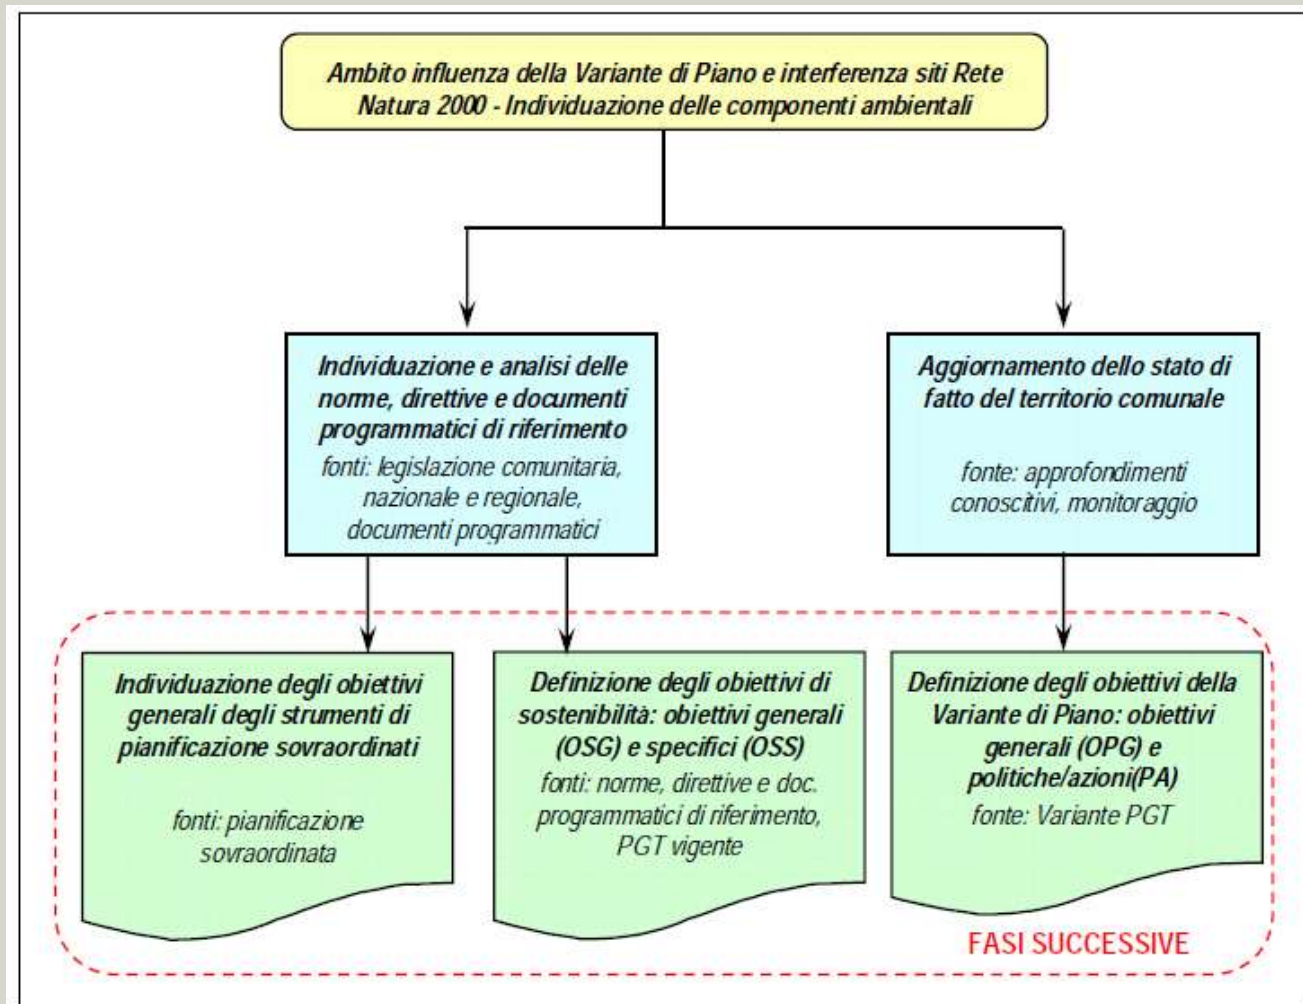 Ambito influenza della Variante di Piano e interferenza siti Rete
Natura 2000 - Individuazione delle componenti ambientali
Individuazione e analisi delle
norme, direttive e documenti
programmatici di riferimento
fonti: legislazione comunitaria,
nazionale e regionale,
documenti programmatici
Aggiornamento dello stato di
fatto del territorio comunale
fonte: approfondimenti
conoscitivi, monitoraggio
Individuazione degli obiettivi
generali degli strumenti di
pianificazione sovraordinati
fonti: pianificazione
sovraordinata
Definizione degli obiettivi di
sostenibilità: obiettivi generali
(OSG) e specifici (OSS)
fonti: norme, direttive e doc.
programmatici di riferimento,
PGT vigente
Definizione degli obiettivi della
Variante di Piano: obiettivi
generali (OPG) e
politiche/azioni(PA)
fonte: Variante PGT
FASI SUCCESSIVE